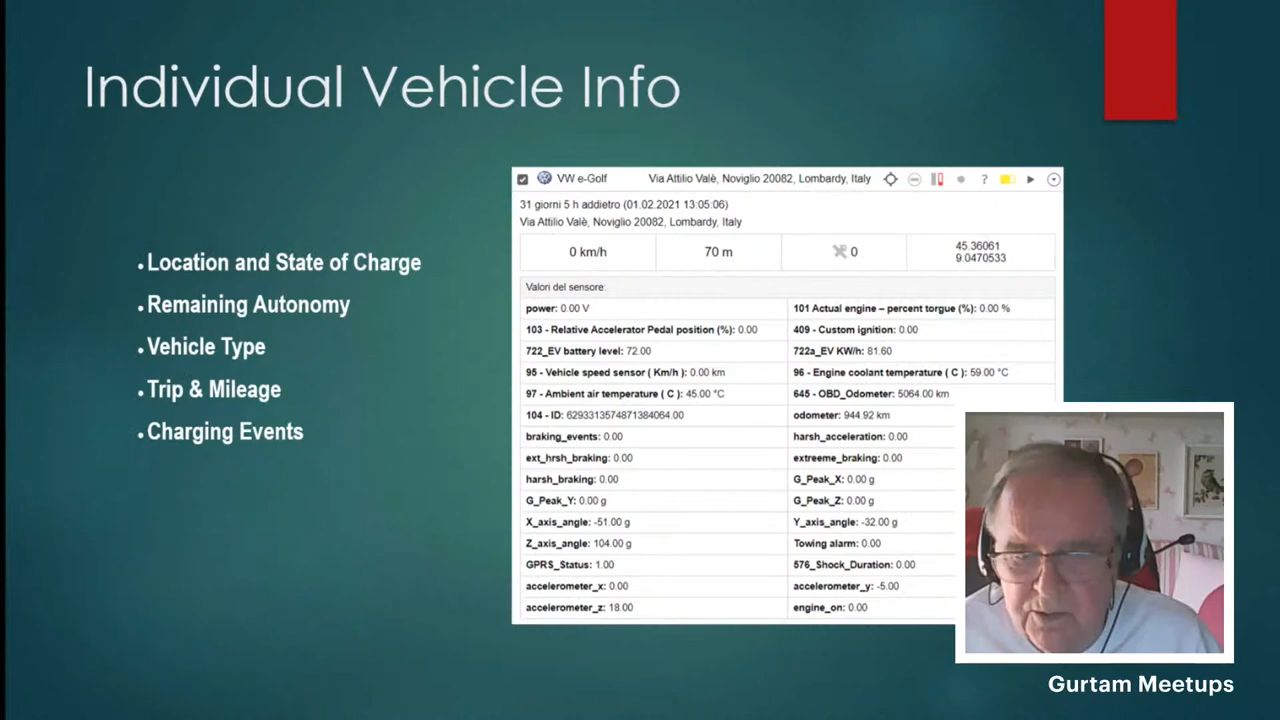 Individual Vehicle Info
Location and State of Charge
Remaining Autonomy
Vehicle Type
Trip & Mileage
Charging Events
VW e-Golf Via Attilio Valè, Noviglio 20082, Lombardy, Italy ?
31 giorni 5 h addietro (01.02.2021 13:05:06)
Via Attilio Valè, Noviglio 20082, Lombardy, Italy
0 km/h 70 m 0 45.36061
9.0470533
Valori del sensore:
power: 0.00 V 101 Actual engine – percent torgue (%): 0.00 %
103 - Relative Accelerator Pedal position (%): 0.00 409 - Custom ignition: 0.00
722_EV battery level: 72.00 722a_EV KW/h: 81.60
95 - Vehicle speed sensor ( Km/h ): 0.00 km 96 - Engine coolant temperature ( C ): 59.00 °C
97 - Ambient air temperature ( C ): 45.00 °C 645 - OBD_Odometer: 5064.00 km
104 - ID: 6293313574871384064.00 odometer: 944.92 km
braking_events: 0.00 harsh_acceleration: 0.00
ext_hrsh_braking: 0.00 extreeme_braking: 0.00
harsh_braking: 0.00 G_Peak_X: 0.00 g
G_Peak_Y: 0.00 g G_Peak_Z: 0.00 g
X_axis_angle: -51.00 g Y_axis_angle: -32.00 g
Z_axis_angle: 104.00 g Towing alarm: 0.00
GPRS_Status: 1.00 576_Shock_Duration: 0.00
accelerometer_x: 0.00 accelerometer_y: -5.00
accelerometer_z: 18.00 engine_on: 0.00
Gurtam Meetups